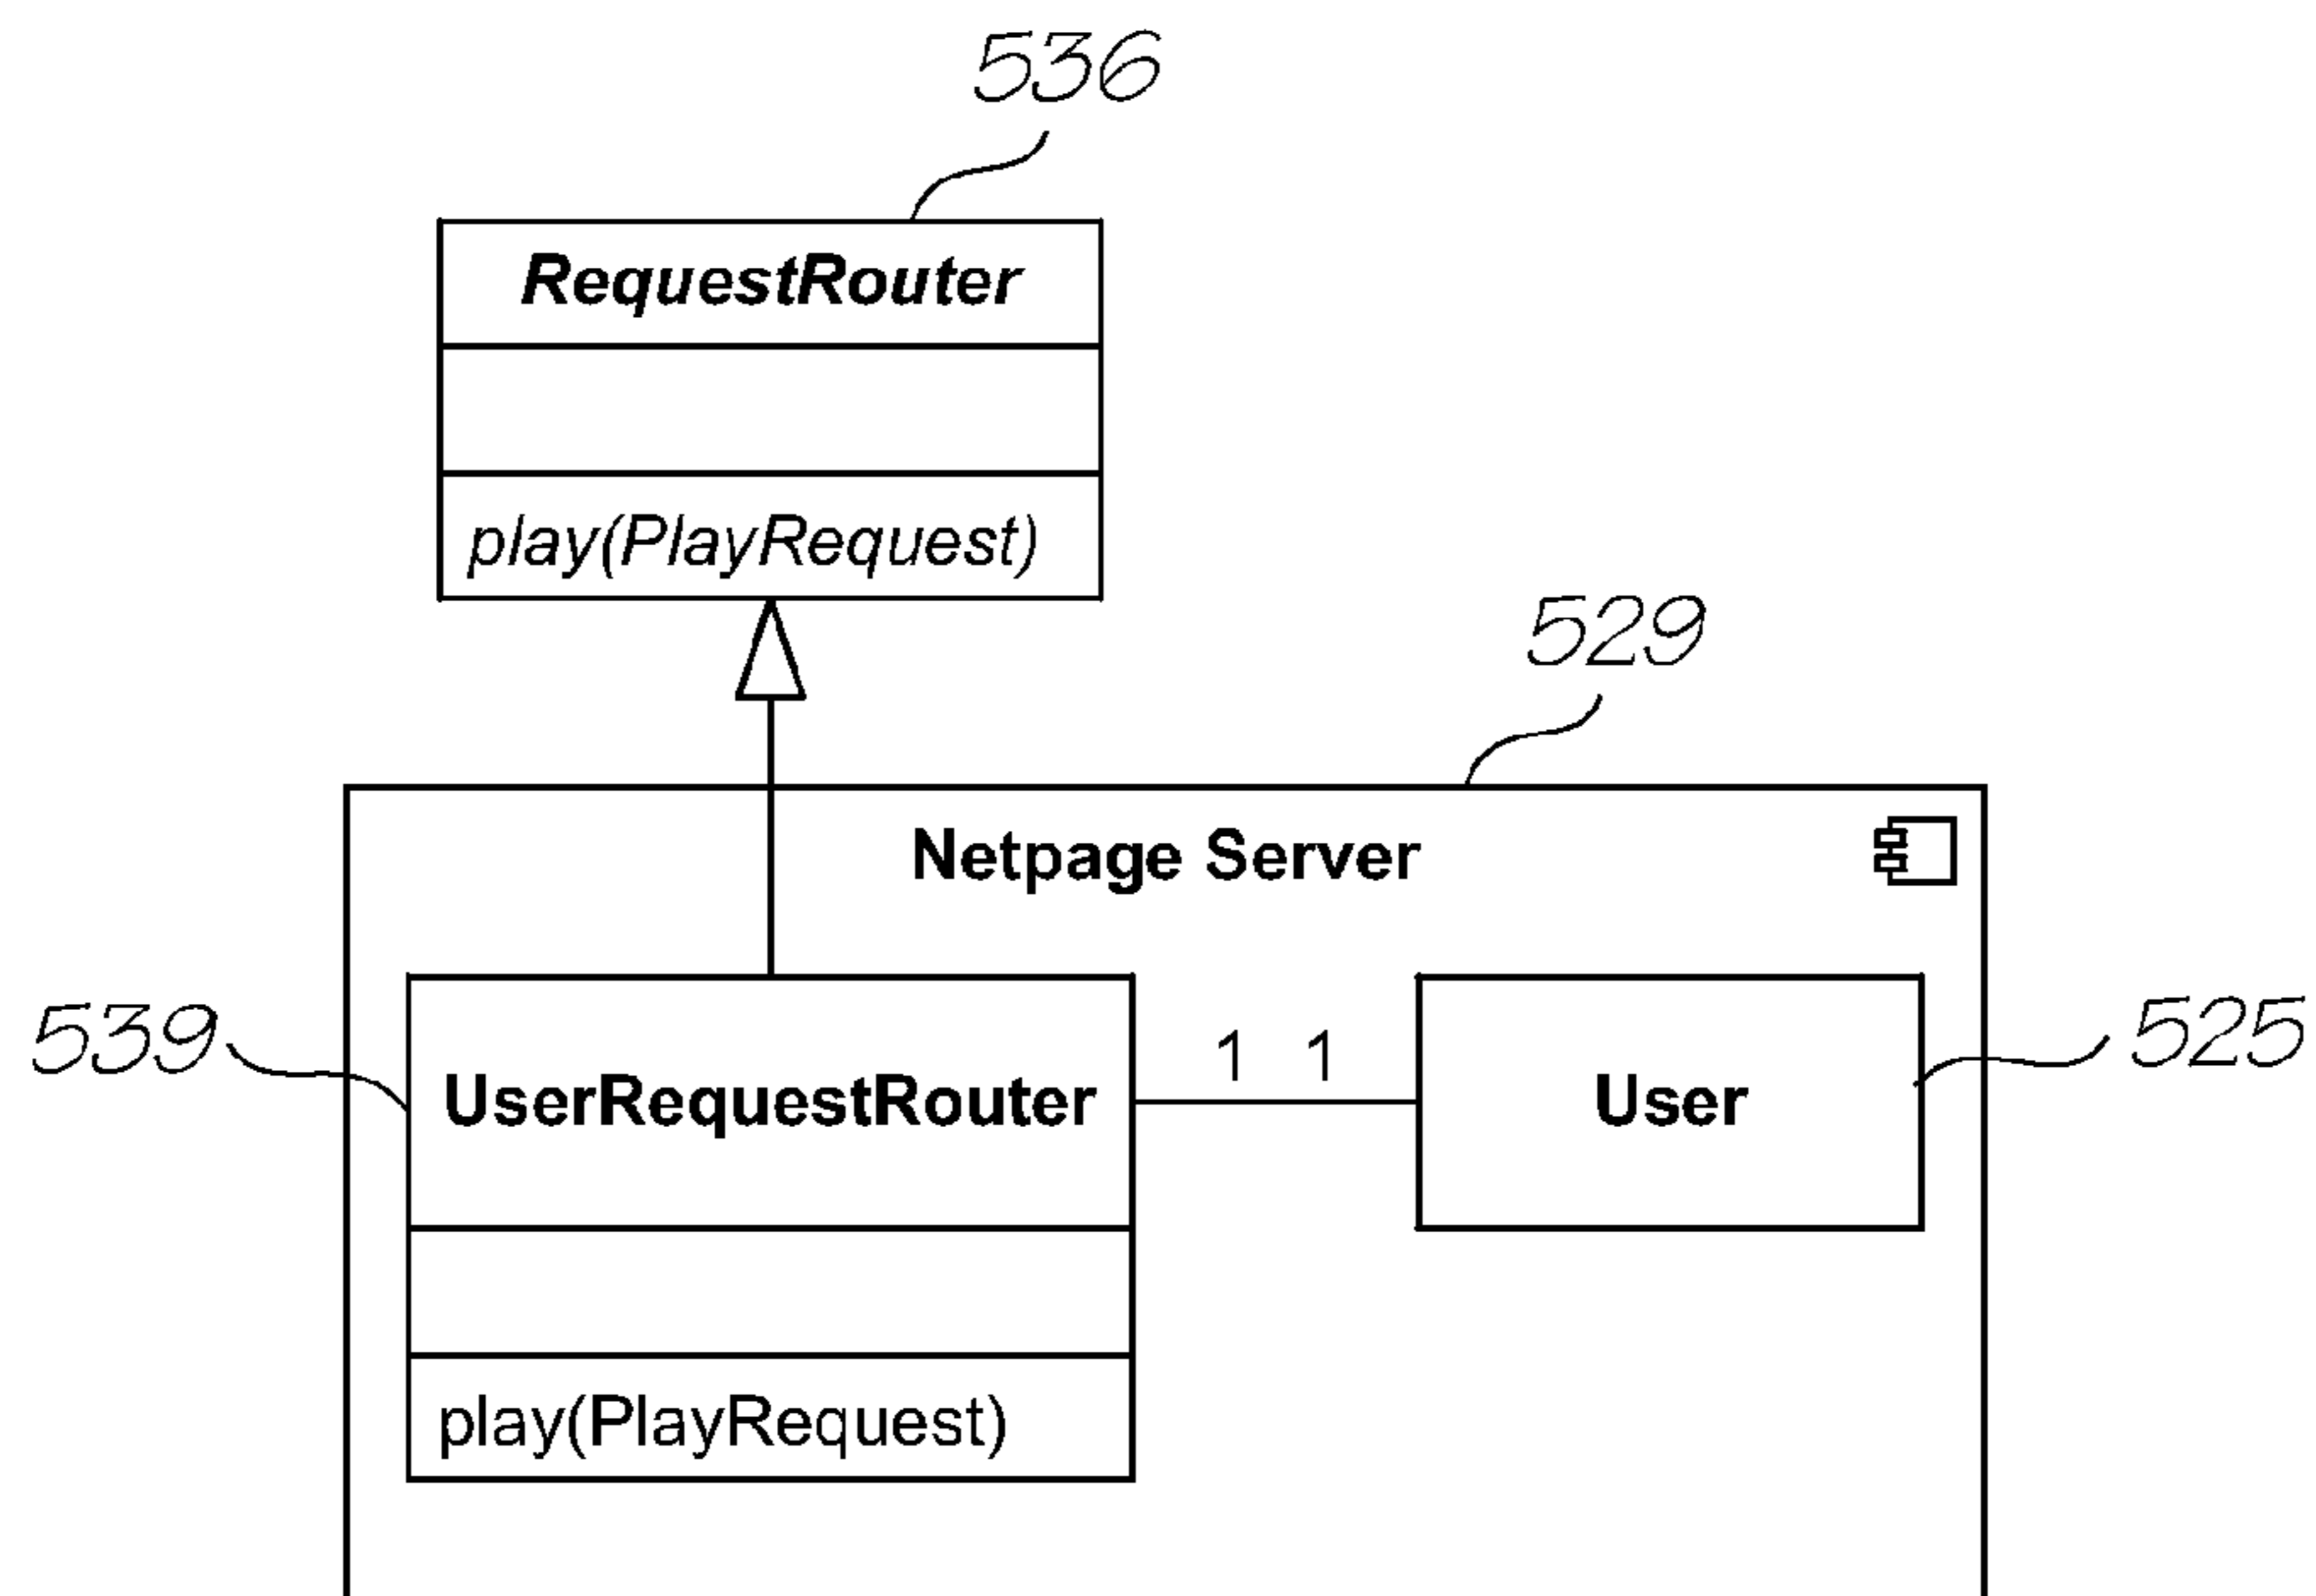 536
RequestRouter
play(PlayRequest)
529
Netpage Server
539
UserRequestRouter
1 1
User
525
play(PlayRequest)